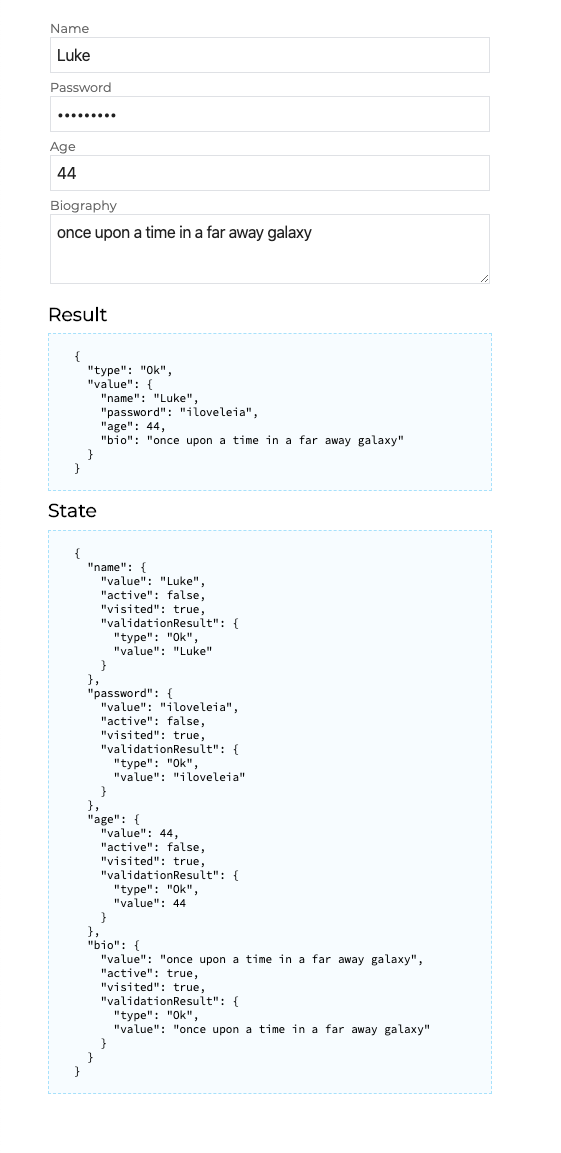 Name
Luke
Password
•••••••••
Age
44
Biography
once upon a time in a far away galaxy
Result
{
  "type": "Ok",
  "value": {
    "name": "Luke",
    "password": "iloveleia",
    "age": 44,
    "bio": "once upon a time in a far away galaxy"
  }
}
State
{
  "name": {
    "value": "Luke",
    "active": false,
    "visited": true,
    "validationResult": {
      "type": "Ok",
      "value": "Luke"
    }
  },
  "password": {
    "value": "iloveleia",
    "active": false,
    "visited": true,
    "validationResult": {
      "type": "Ok",
      "value": "iloveleia"
    }
  },
  "age": {
    "value": 44,
    "active": false,
    "visited": true,
    "validationResult": {
      "type": "Ok",
      "value": 44
    }
  },
  "bio": {
    "value": "once upon a time in a far away galaxy",
    "active": true,
    "visited": true,
    "validationResult": {
      "type": "Ok",
      "value": "once upon a time in a far away galaxy"
    }
  }
}